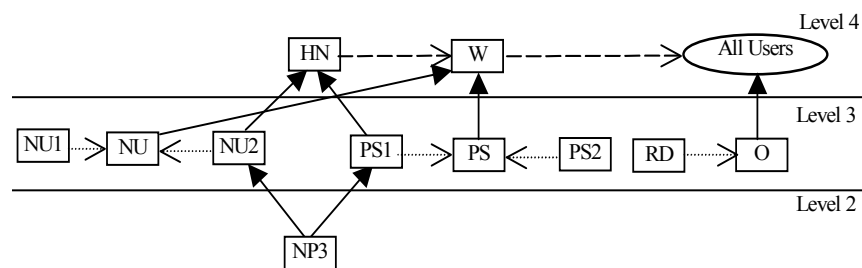 Level 4
HN
W
All Users
Level 3
NU1
NU
NU2
PS1
PS
PS2
RD
O
Level 2
NP3